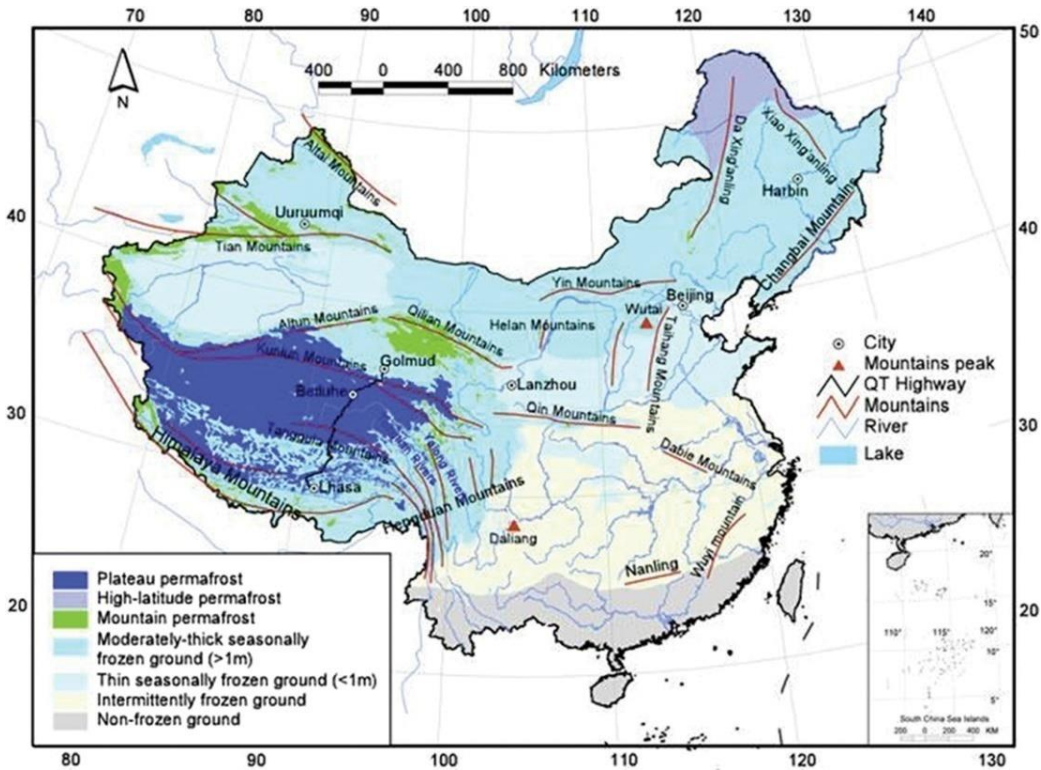 70 80 90 100 110 120 130 140
50
400 0 400 800 Kilometers
N
Altai Mountains
Da Xing'anling
Xiao Xing'anling
Harbin
Changbai Mountains
40
40
Uuruumqi
Tian Mountains
Yin Mountains
Beijing
Wutai
Altun Mountains
Qilian Mountains
Helan Mountains
Taihang Mountains
Kunlun Mountains
Golmud
Beiluhe
Lanzhou
Qin Mountains
30
30
Tanggula Mountains
Yalong River
Himalaya Mountains
Lhasa
Hengduan Mountains
Dabie Mountains
Daliang
Wuyi mountain
Nanling
20
20
City
Mountains peak
QT Highway
Mountains
River
Lake
Plateau permafrost
High-latitude permafrost
Mountain permafrost
Moderately-thick seasonally
frozen ground (>1m)
Thin seasonally frozen ground (<1m)
Intermittently frozen ground
Non-frozen ground
20°
15°
110° 115° 120°
10°
5°
South China Sea Islands
200 0 200 400 KM
80 90 100 110 120 130